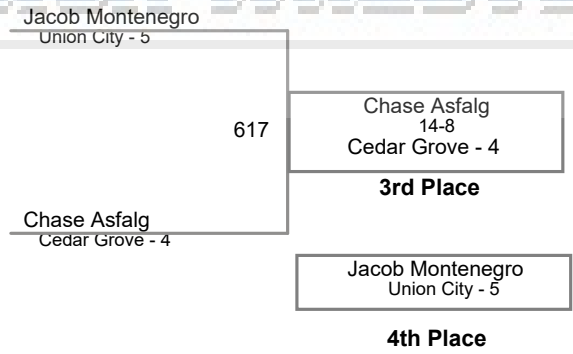 Jacob Montenegro
Union City - 5
617
Chase Asfalg
14-8
Cedar Grove - 4
3rd Place
Chase Asfalg
Cedar Grove - 4
Jacob Montenegro
Union City - 5
4th Place